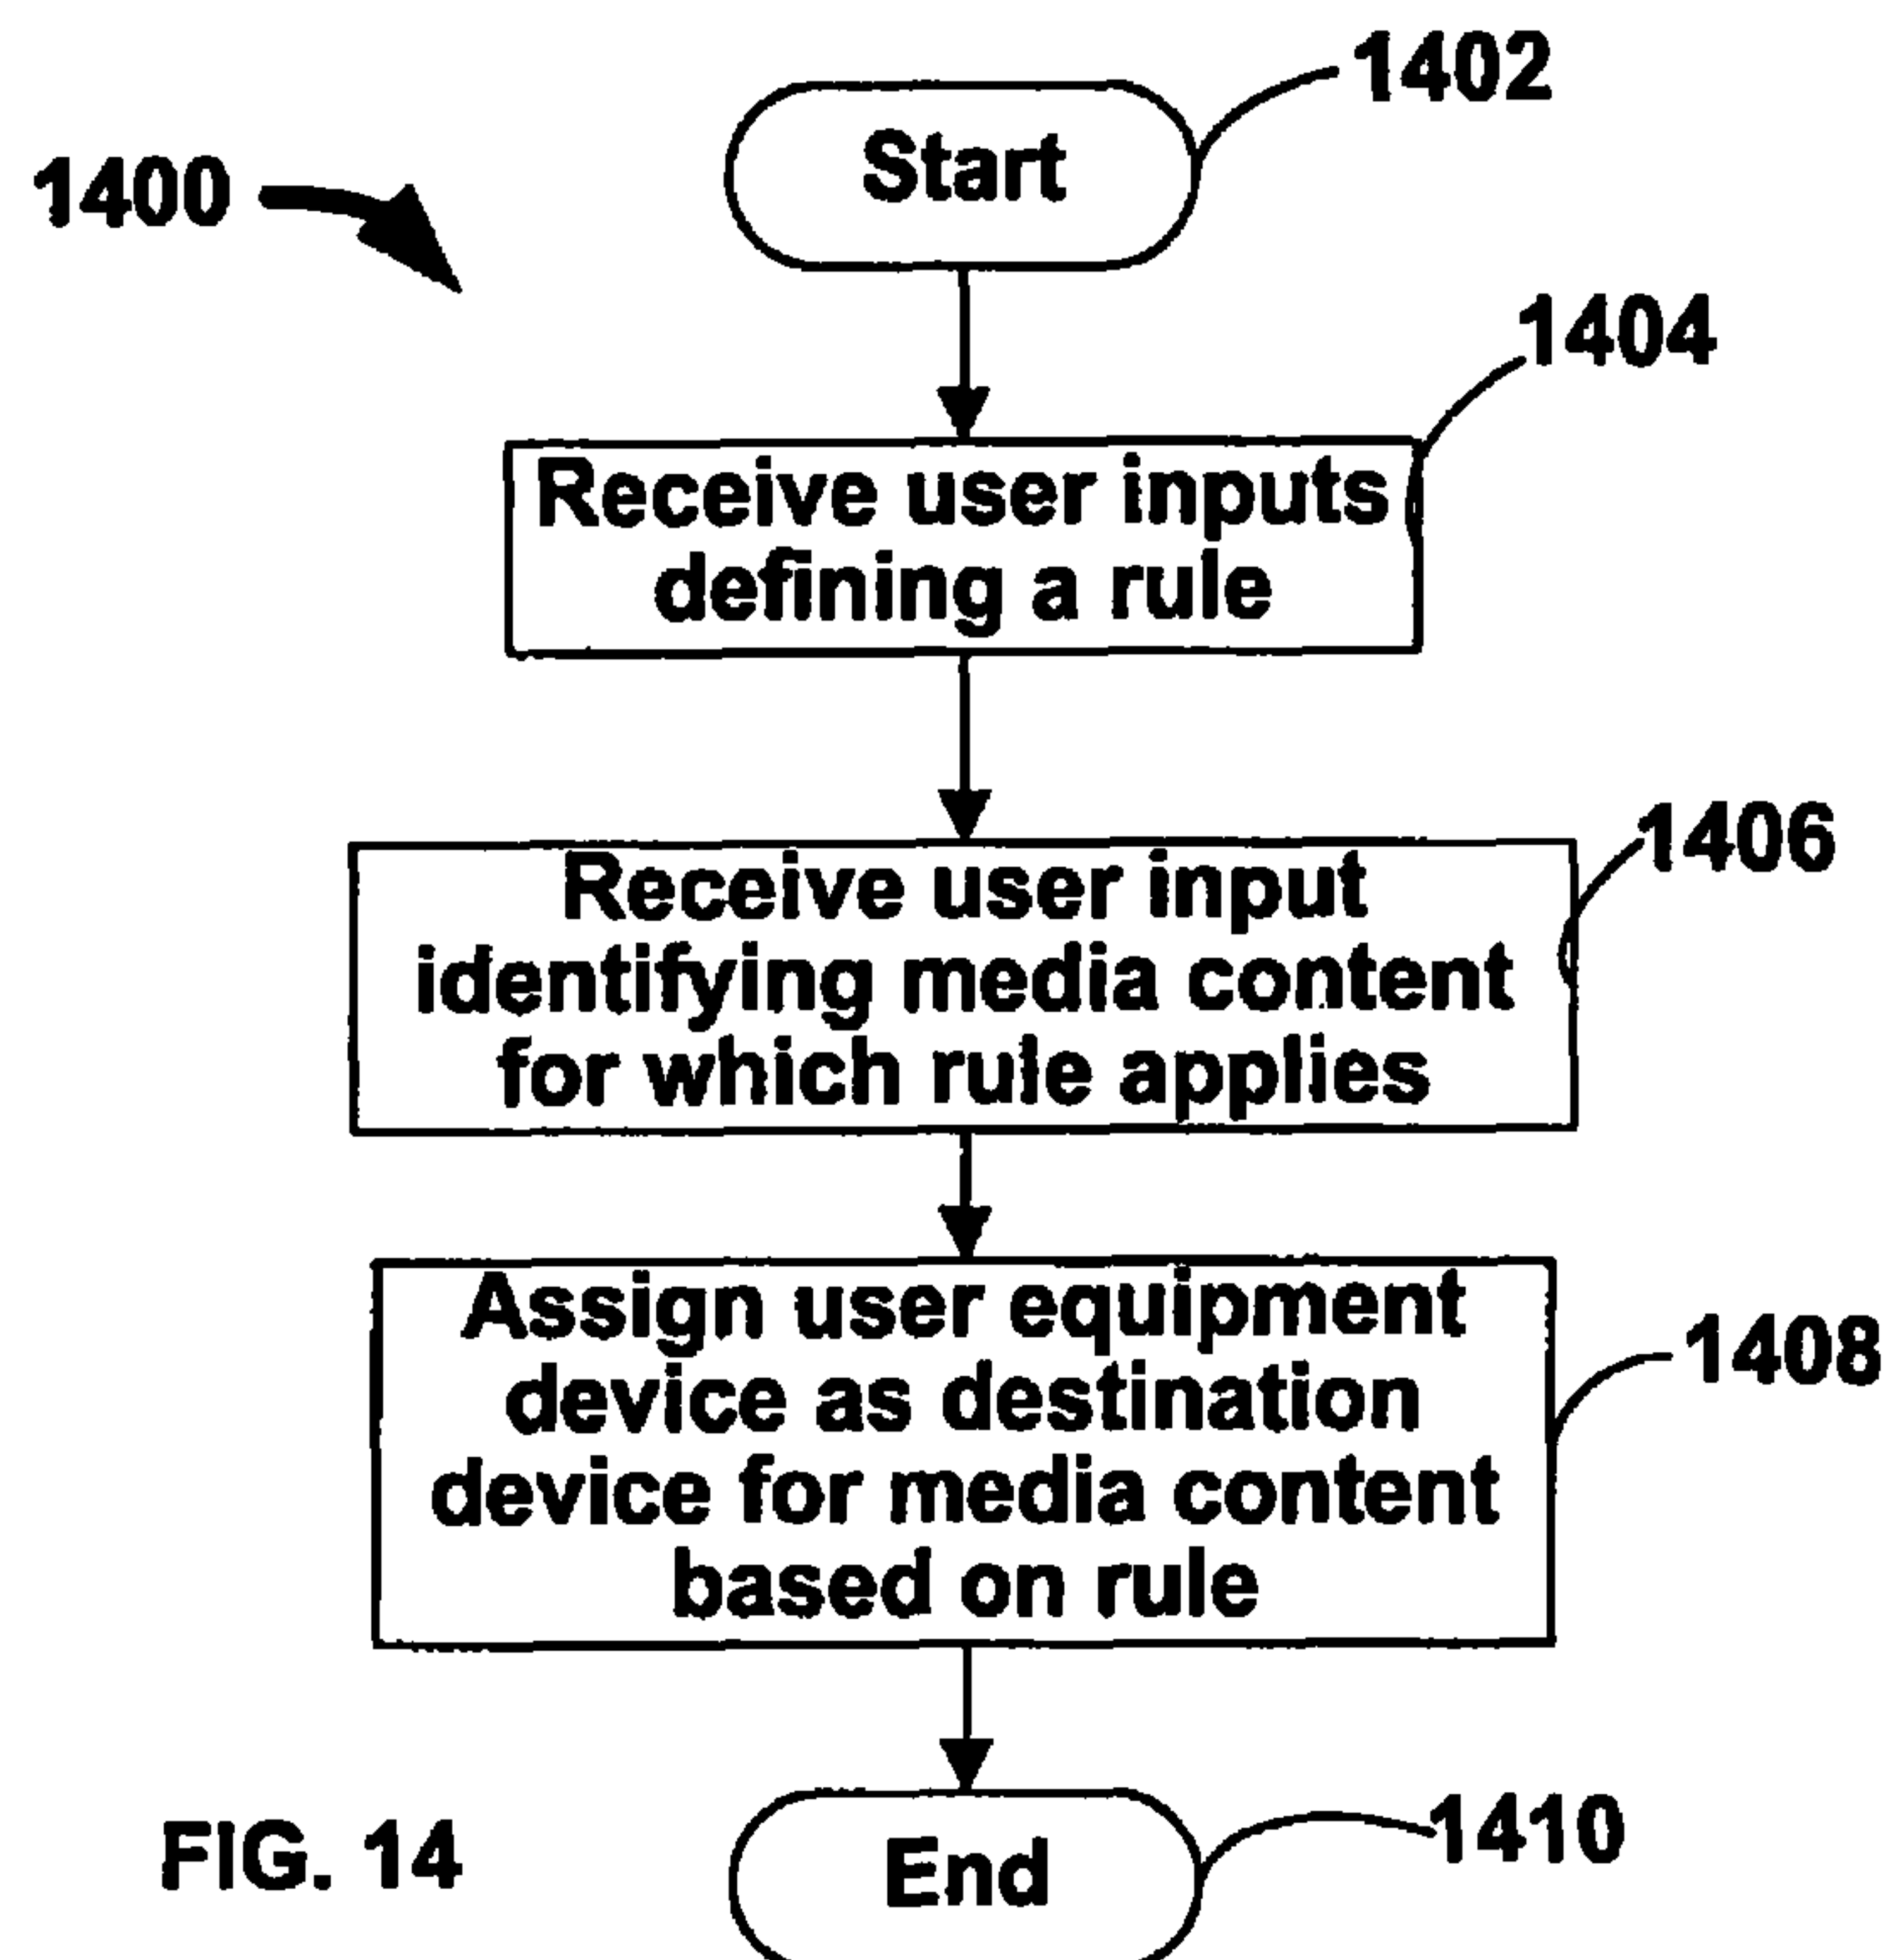 1402
Start
1400
1404
Receive user inputs
defining a rule
1406
Receive user input
identifying media content
for which rule applies
1408
Assign user equipment
device as destination
device for media content
based on rule
1410
End
FIG. 14